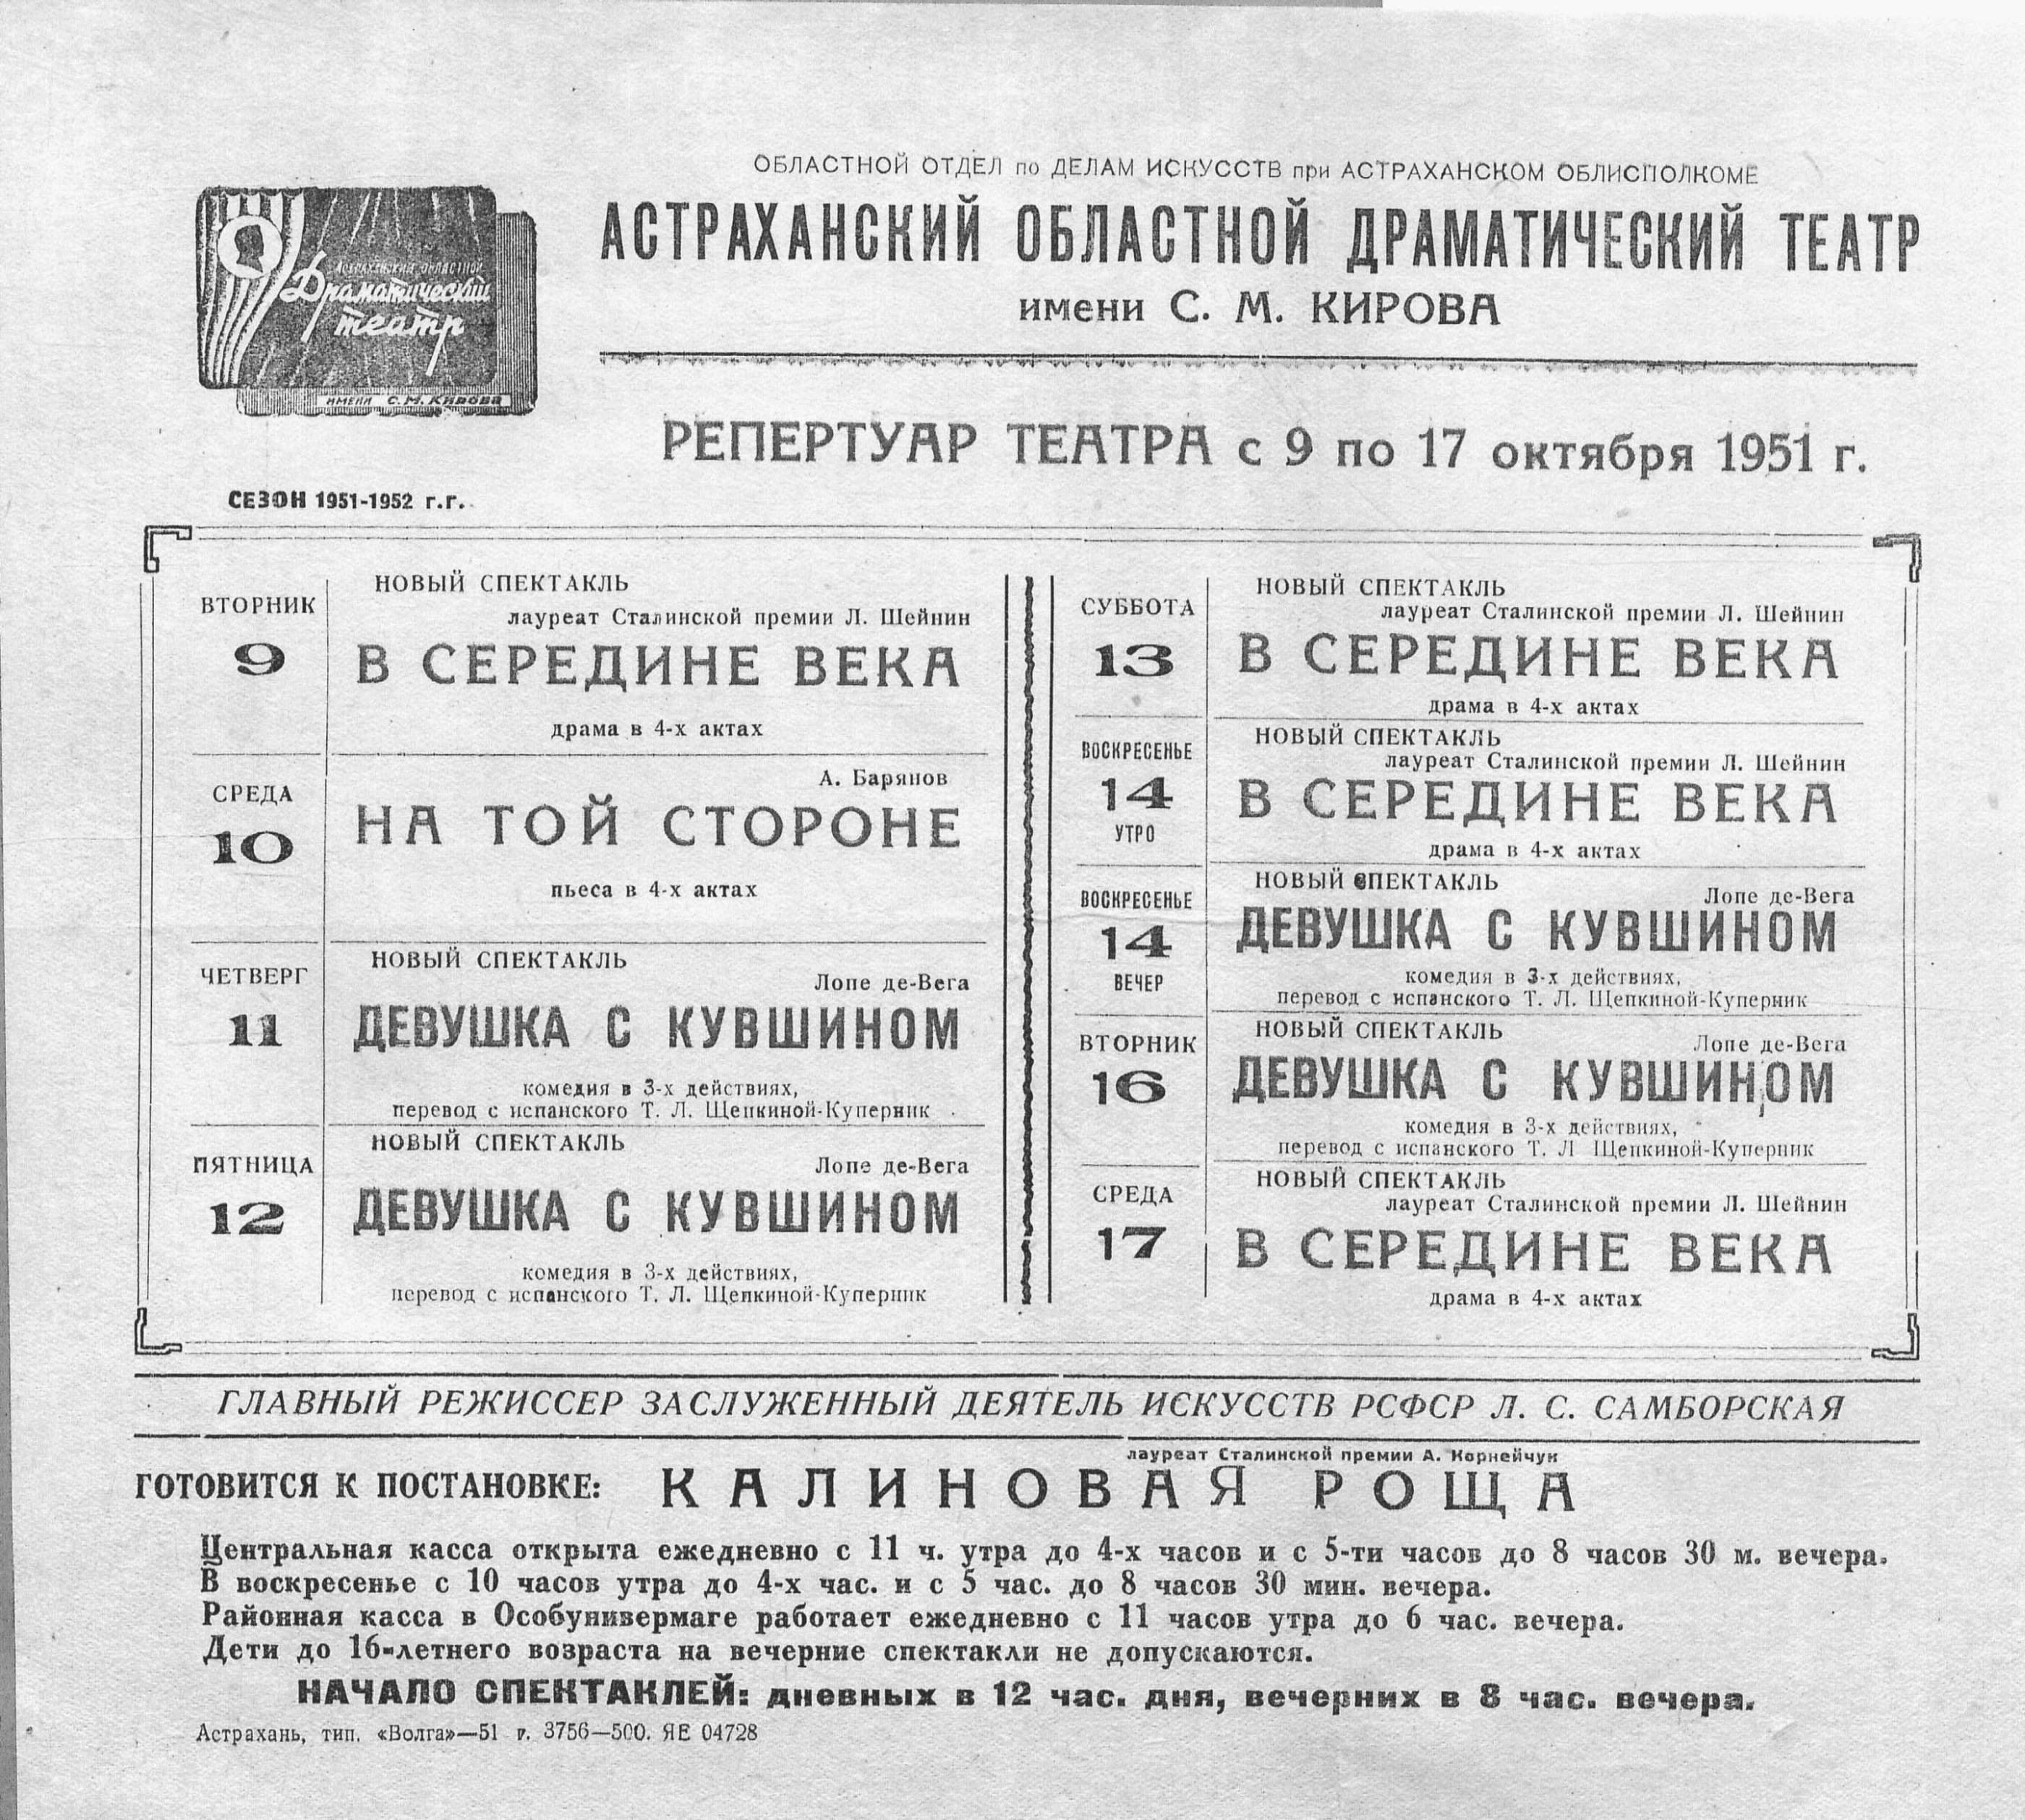 ОБЛАСТНОЙ ОТДЕЛ по ДЕЛАМ ИСКУССТВ при АСТРАХАНСКОМ ОБЛИСПОЛКОМЕ
АСТРАХАНСКИЙ ОБЛАСТНОЙ ДРАМАТИЧЕСКИЙ ТЕАТР
имени С. М. КИРОВА
Астраханский областной
Драматический
театр
ИМЕНИ С. М. КИРОВА
РЕПЕРТУАР ТЕАТРА с 9 по 17 октября 1951 г.
СЕЗОН 1951-1952 г.г.
ВТОРНИК
9
НОВЫЙ СПЕКТАКЛЬ
лауреат Сталинской премии Л. Шейнин
В СЕРЕДИНЕ ВЕКА
драма в 4-х актах
СРЕДА
10
А. Барянов
НА ТОЙ СТОРОНЕ
пьеса в 4-х актах
ЧЕТВЕРГ
11
НОВЫЙ СПЕКТАКЛЬ
Лопе де-Вега
ДЕВУШКА С КУВШИНОМ
комедия в 3-х действиях,
перевод с испанского Т. Л. Щепкиной-Куперник
ПЯТНИЦА
12
НОВЫЙ СПЕКТАКЛЬ
Лопе де-Вега
ДЕВУШКА С КУВШИНОМ
комедия в 3-х действиях,
перевод с испанского Т. Л. Щепкиной-Куперник
СУББОТА
13
НОВЫЙ СПЕКТАКЛЬ
лауреат Сталинской премии Л. Шейнин
В СЕРЕДИНЕ ВЕКА
драма в 4-х актах
ВОСКРЕСЕНЬЕ
14
УТРО
НОВЫЙ СПЕКТАКЛЬ
лауреат Сталинской премии Л. Шейнин
В СЕРЕДИНЕ ВЕКА
драма в 4-х актах
ВОСКРЕСЕНЬЕ
14
ВЕЧЕР
НОВЫЙ СПЕКТАКЛЬ
Лопе де-Вега
ДЕВУШКА С КУВШИНОМ
комедия в 3-х действиях,
перевод с испанского Т. Л. Щепкиной-Куперник
ВТОРНИК
16
НОВЫЙ СПЕКТАКЛЬ
Лопе де-Вега
ДЕВУШКА С КУВШИНОМ
комедия в 3-х действиях,
перевод с испанского Т. Л Щепкиной-Куперник
СРЕДА
17
НОВЫЙ СПЕКТАКЛЬ
лауреат Сталинской премии Л. Шейнин
В СЕРЕДИНЕ ВЕКА
драма в 4-х актах
ГЛАВНЫЙ РЕЖИССЕР ЗАСЛУЖЕННЫЙ ДЕЯТЕЛЬ ИСКУССТВ РСФСР Л. С. САМБОРСКАЯ
лауреат Сталинской премии А. Корнейчук
ГОТОВИТСЯ К ПОСТАНОВКЕ: КАЛИНОВАЯ РОЩА
Центральная касса открыта ежедневно с 11 ч. утра до 4-х часов и с 5-ти часов до 8 часов 30 м. вечера.
В воскресенье с 10 часов утра до 4-х час. и с 5 час. до 8 часов 30 мин. вечера.
Районная касса в Особунивермаге работает ежедневно с 11 часов утра до 6 час. вечера.
Дети до 16-летнего возраста на вечерние спектакли не допускаются.
НАЧАЛО СПЕКТАКЛЕЙ: дневных в 12 час. дня, вечерних в 8 час. вечера.
Астрахань, тип. «Волга»—51 г. 3756—500. ЯЕ 04728